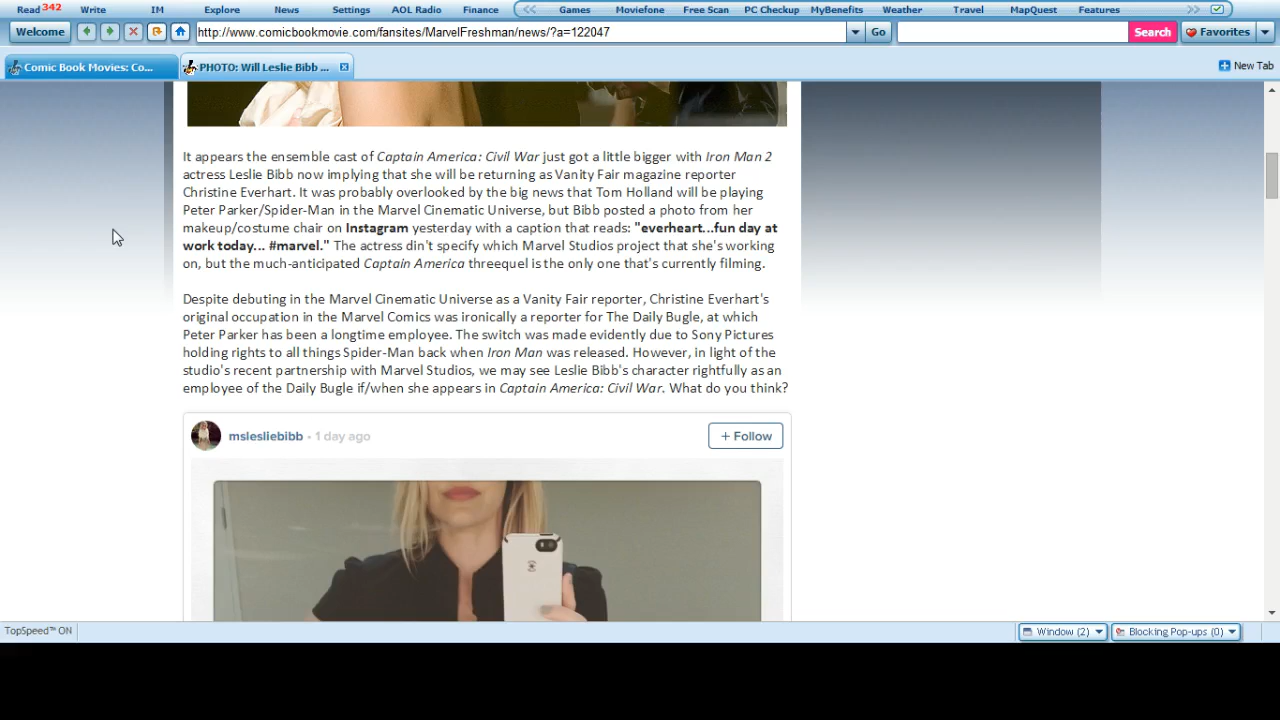 Read 342 Write IM Explore News Settings AOL Radio Finance Games Moviefone Free Scan PC Checkup MyBenefits Weather Travel MapQuest Features
Welcome http://www.comicbookmovie.com/fansites/MarvelFreshman/news/?a=122047 Go Search Favorites
Comic Book Movies: Co... PHOTO: Will Leslie Bibb ... New Tab
It appears the ensemble cast of Captain America: Civil War just got a little bigger with Iron Man 2
actress Leslie Bibb now implying that she will be returning as Vanity Fair magazine reporter
Christine Everhart. It was probably overlooked by the big news that Tom Holland will be playing
Peter Parker/Spider-Man in the Marvel Cinematic Universe, but Bibb posted a photo from her
makeup/costume chair on Instagram yesterday with a caption that reads: "everheart...fun day at
work today... #marvel." The actress din't specify which Marvel Studios project that she's working
on, but the much-anticipated Captain America threequel is the only one that's currently filming.
Despite debuting in the Marvel Cinematic Universe as a Vanity Fair reporter, Christine Everhart's
original occupation in the Marvel Comics was ironically a reporter for The Daily Bugle, at which
Peter Parker has been a longtime employee. The switch was made evidently due to Sony Pictures
holding rights to all things Spider-Man back when Iron Man was released. However, in light of the
studio's recent partnership with Marvel Studios, we may see Leslie Bibb's character rightfully as an
employee of the Daily Bugle if/when she appears in Captain America: Civil War. What do you think?
mslesliebibb • 1 day ago + Follow
TopSpeed™ ON Window (2) Blocking Pop-ups (0)